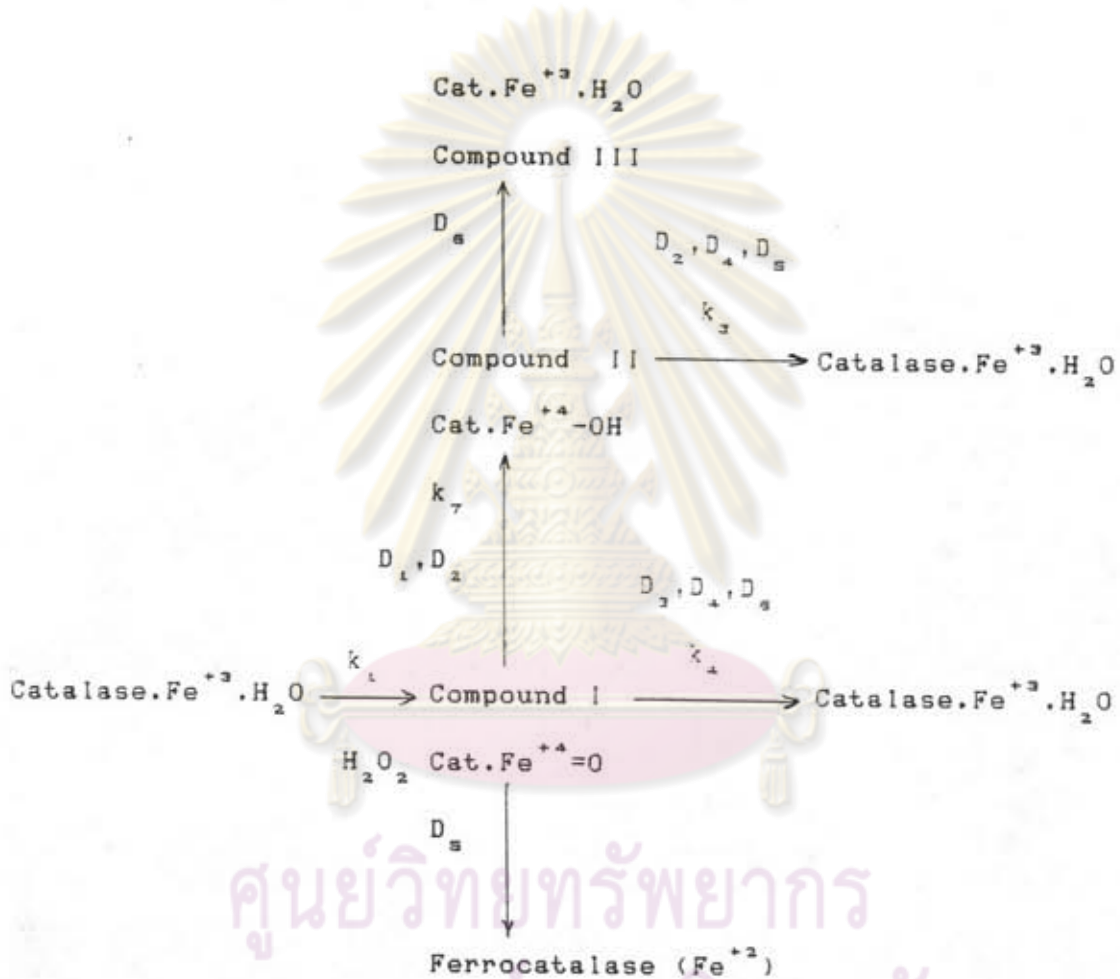 Cat.Fe⁺³.H₂O
Compound III
D₆
D₂,D₄,D₅
Compound II
Catalase.Fe⁺³.H₂O
Cat.Fe⁺⁴-OH
k₇
D₁,D₂
D₃,D₄,D₆
k₁
k₄
Catalase.Fe⁺³.H₂O
Compound I
Catalase.Fe⁺³.H₂O
H₂O₂ Cat.Fe⁺⁴=O
D₅
ศูนย์วิทยทรัพยากร
Ferrocatalase (Fe⁺²)